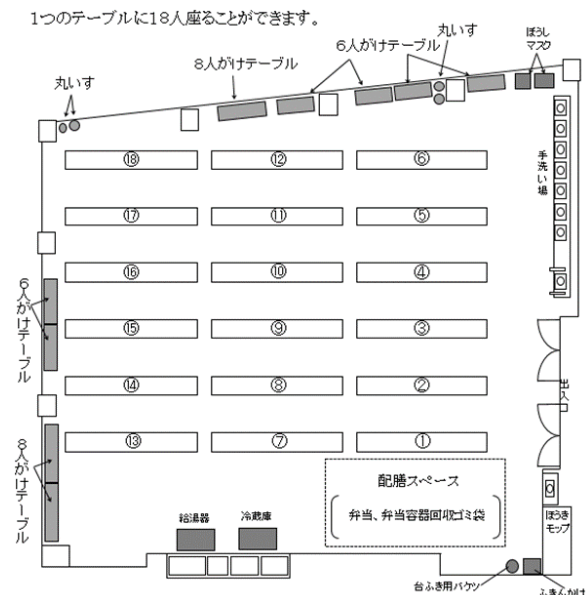 1つのテーブルに18人座ることができます。
丸いす
8人がけテーブル
6人がけテーブル
丸いす
ぼうし
マスク
手洗い場
⑱
⑫
⑥
⑰
⑪
⑤
⑯
⑩
④
⑮
⑨
③
⑭
⑧
②
⑬
⑦
①
6人がけテーブル
8人がけテーブル
出入口
配膳スペース
弁当、弁当容器回収ゴミ袋
給湯器
冷蔵庫
ほうき
モップ
台ふき用バケツ
ふきんかけ